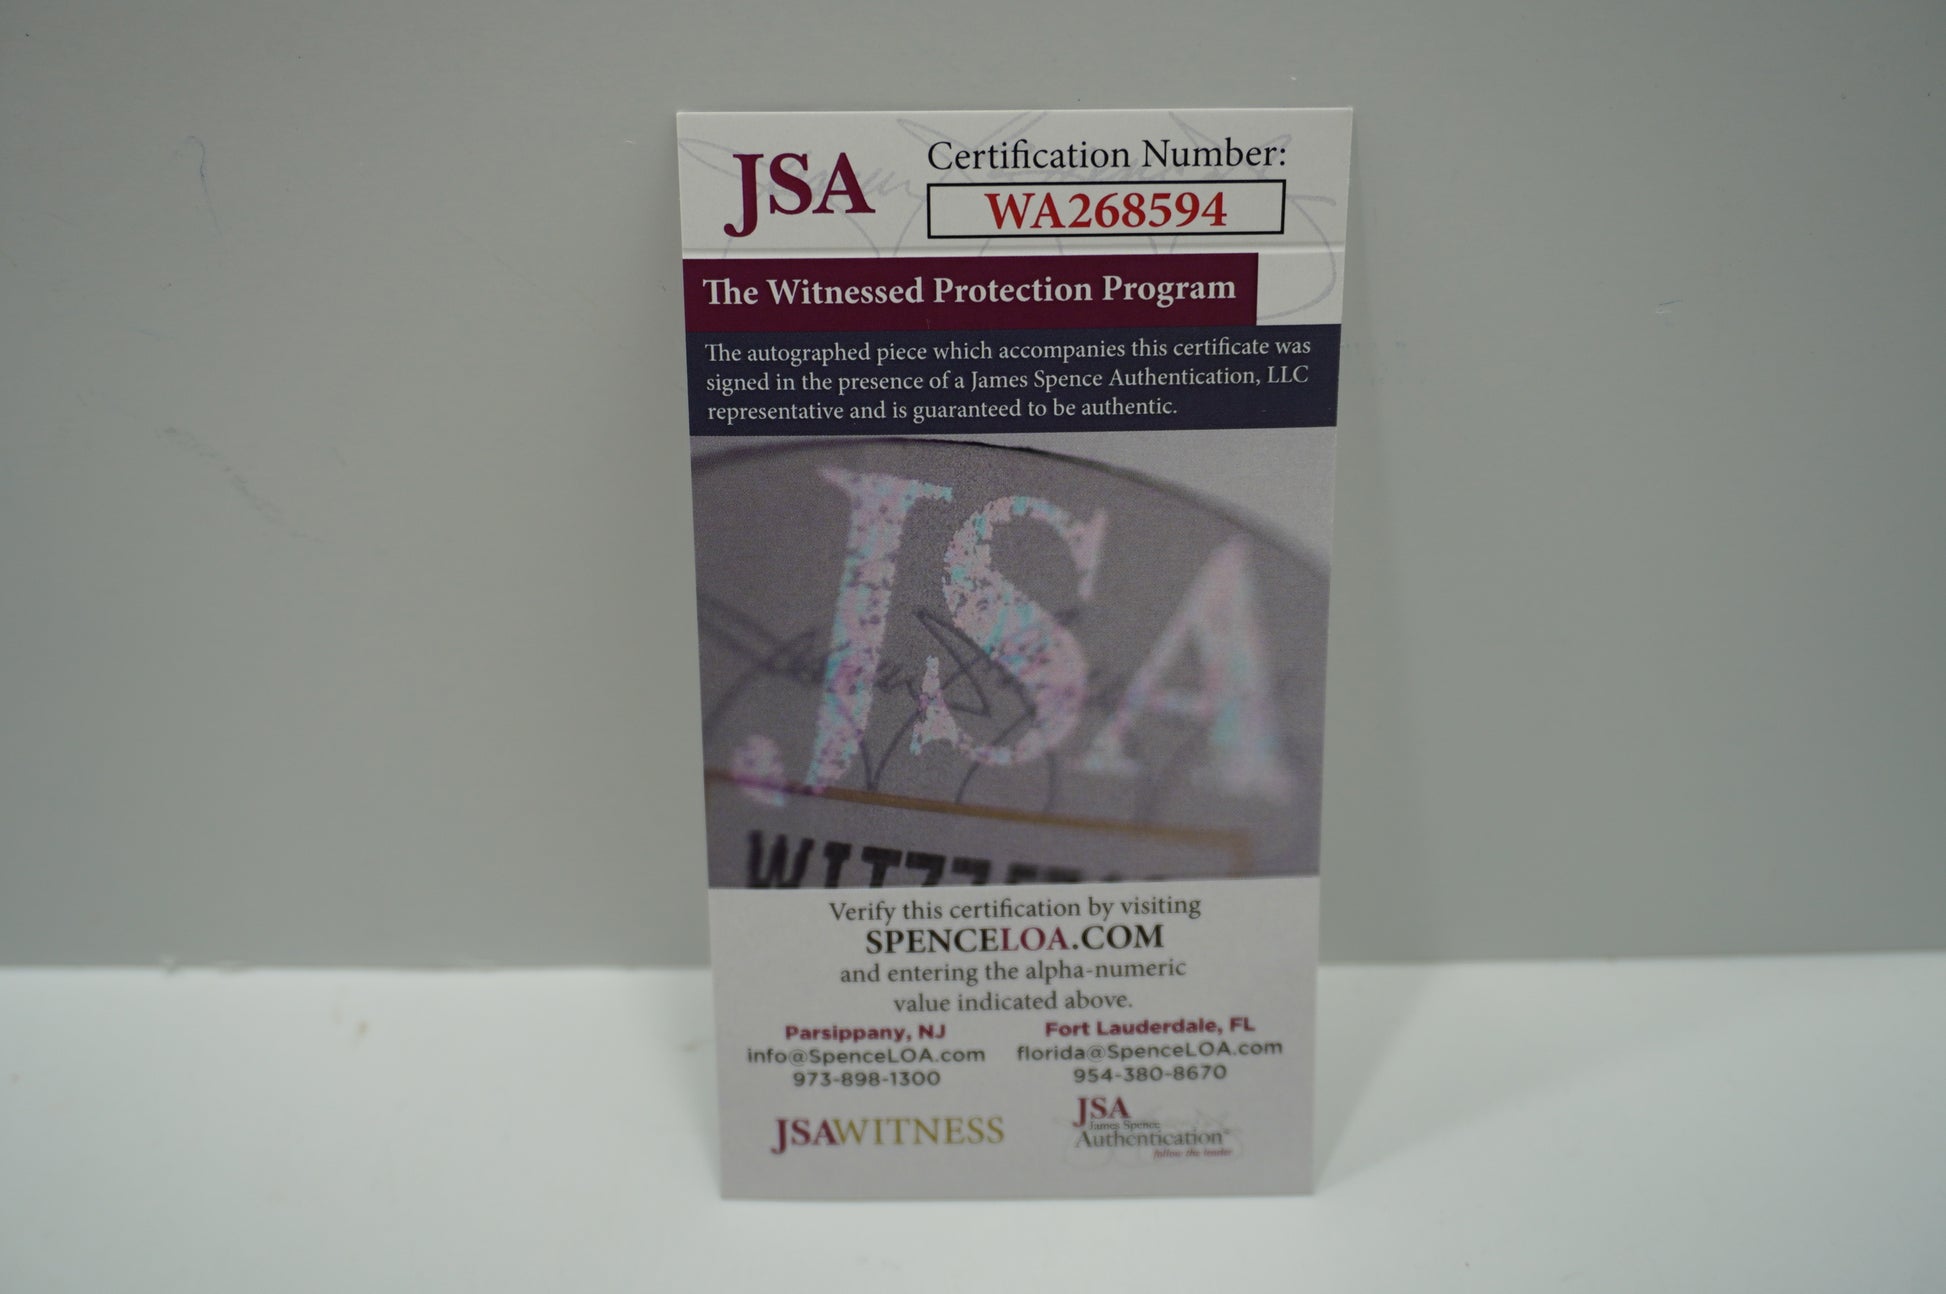 JSA
Certification Number:
WA268594
The Witnessed Protection Program
The autographed piece which accompanies this certificate was
signed in the presence of a James Spence Authentication, LLC
representative and is guaranteed to be authentic.
JSA
Verify this certification by visiting
SPENCELOA.COM
and entering the alpha-numeric
value indicated above.
Parsippany, NJ
info@SpenceLOA.com
973-898-1300
Fort Lauderdale, FL
florida@SpenceLOA.com
954-380-8670
JSAWITNESS
JSA
James Spence
Authentication
follow the leader